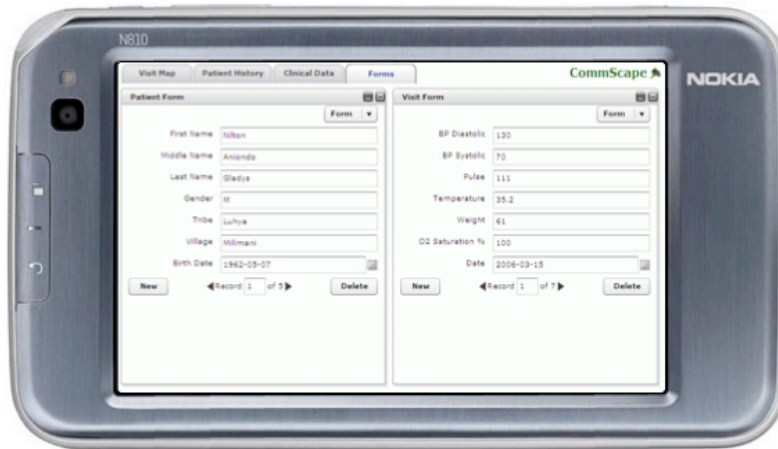 N810
Visit Map Patient History Clinical Data Forms CommScape
NOKIA
Patient Form
Form
First Name Nilton
Middle Name Aniondo
Last Name Gladys
Gender M
Tribe Luhya
Village Milimani
Birth Date 1962-05-07
New Record 1 of 5 Delete
Visit Form
Form
BP Diastolic 130
BP Systolic 70
Pulse 111
Temperature 35.2
Weight 61
O2 Saturation % 100
Date 2006-03-15
New Record 1 of 7 Delete